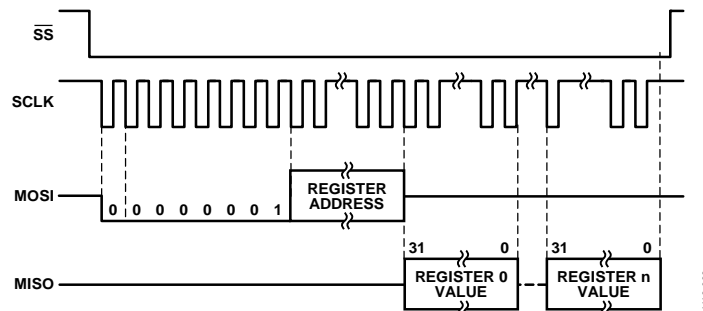 SS
SCLK
MOSI
0 0 0 0 0 0 0 1
REGISTER
ADDRESS
31 0 31 0
MISO
REGISTER 0
VALUE
REGISTER n
VALUE